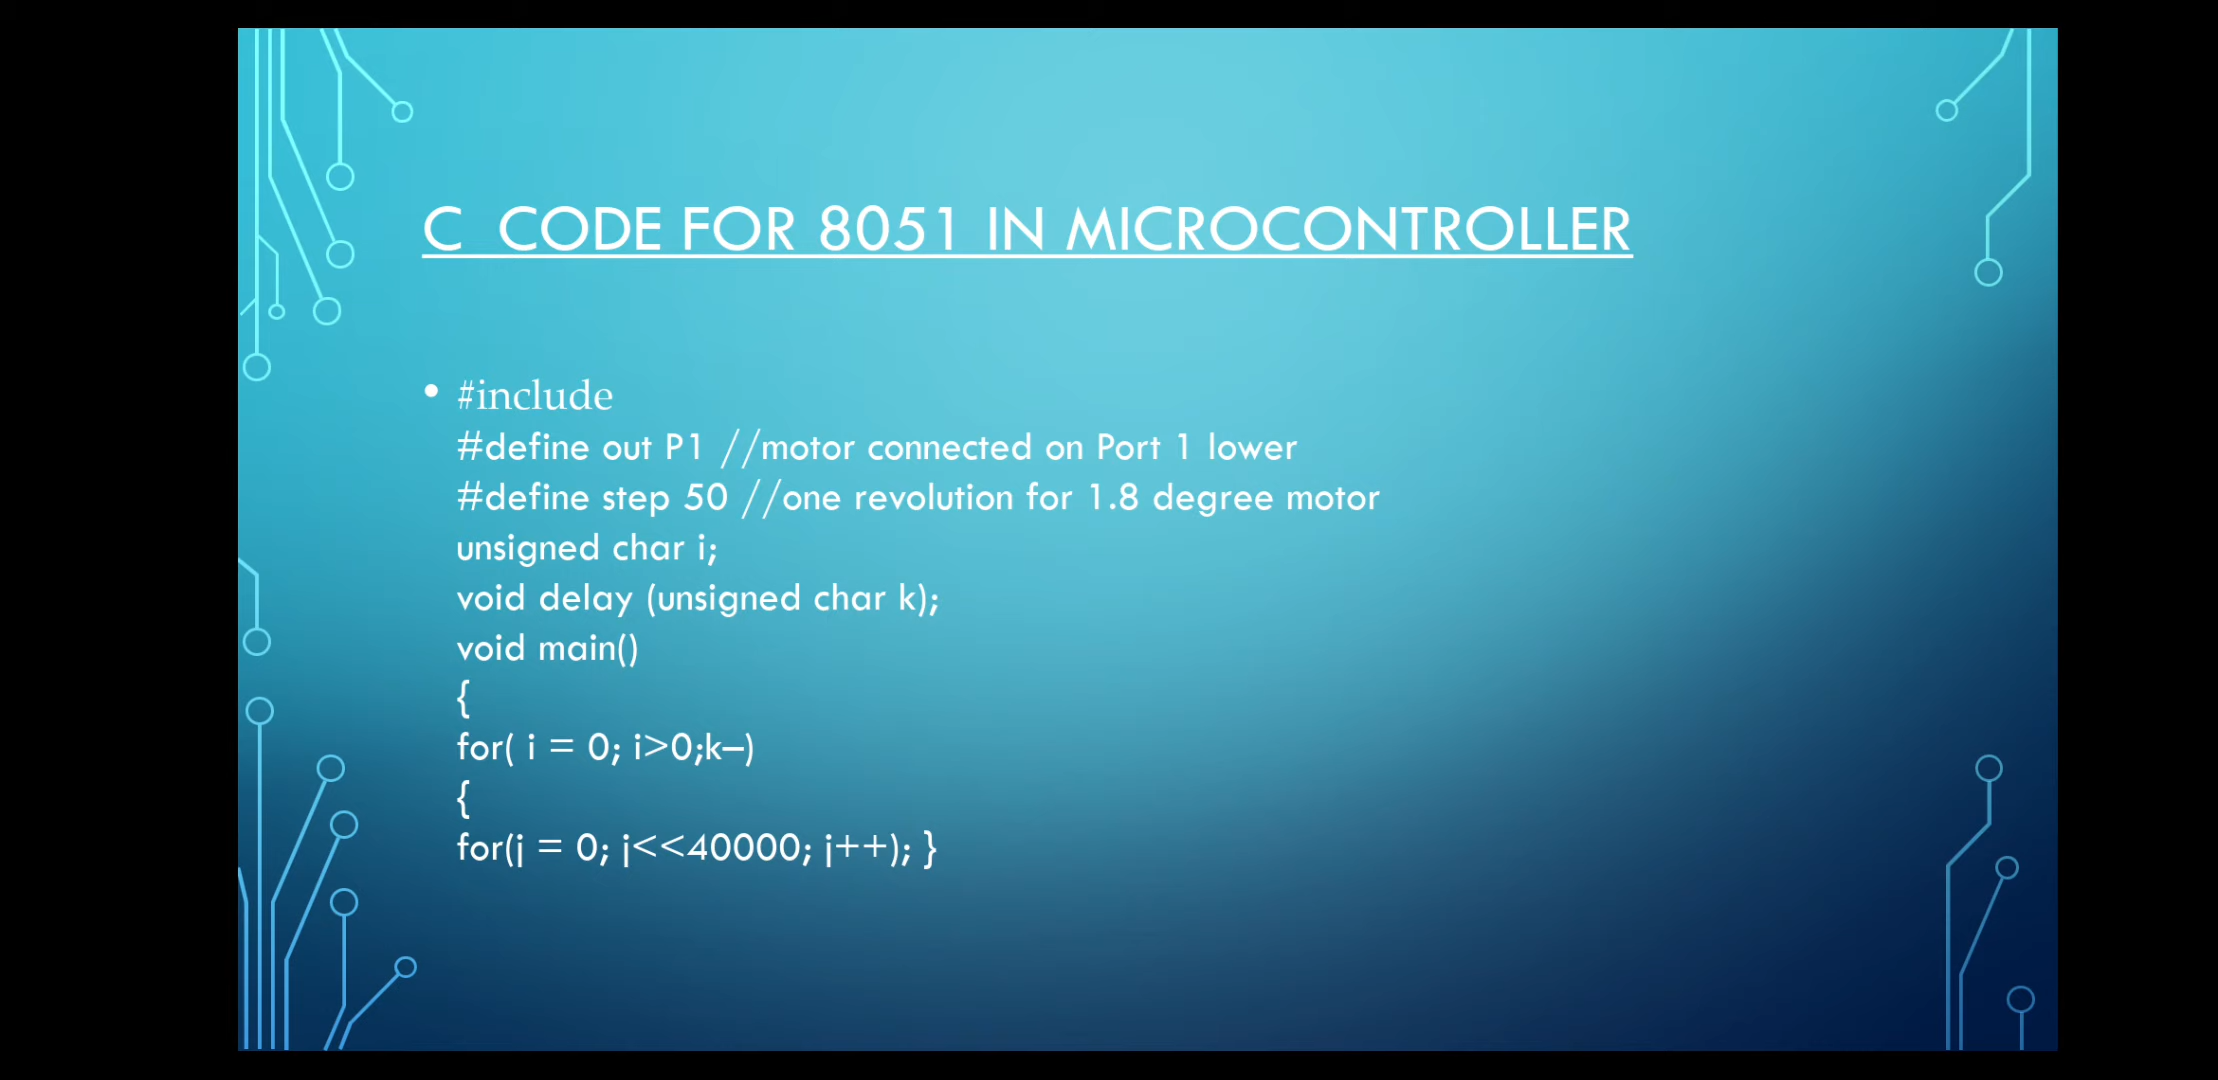 C  CODE FOR 8051 IN MICROCONTROLLER
• #include
#define out P1 //motor connected on Port 1 lower
#define step 50 //one revolution for 1.8 degree motor
unsigned char i;
void delay (unsigned char k);
void main()
{
for( i = 0; i>0;k–)
{
for(j = 0; j<<40000; j++); }